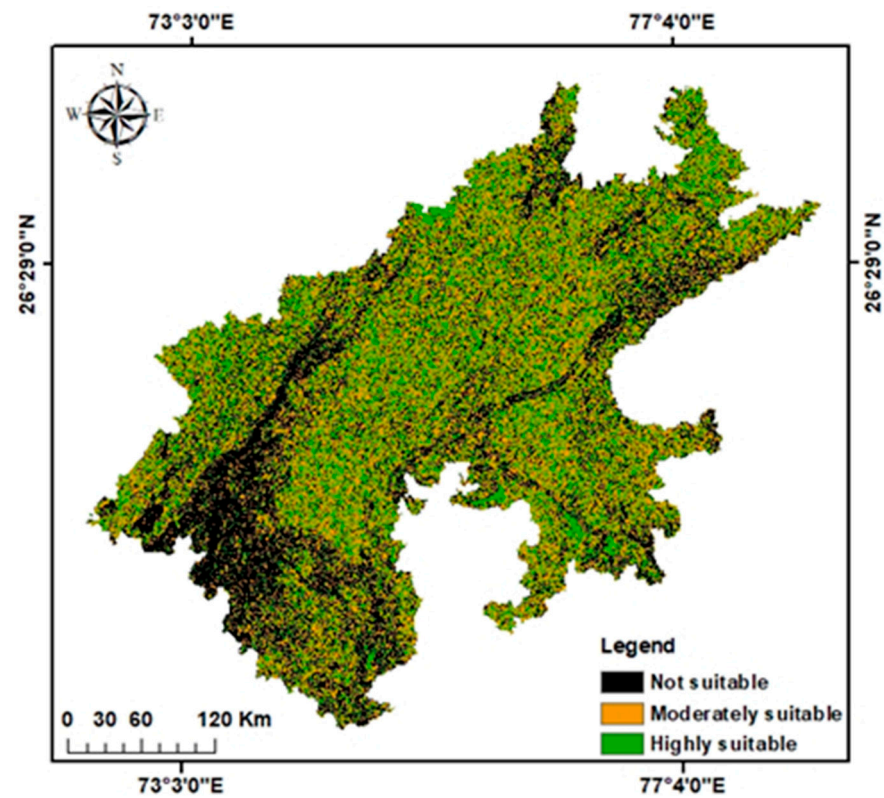 73°3'0"E 77°4'0"E
N
W E
S
26°29'0"N 26°29'0"N
Legend
Not suitable
Moderately suitable
Highly suitable
0 30 60 120 Km
73°3'0"E 77°4'0"E